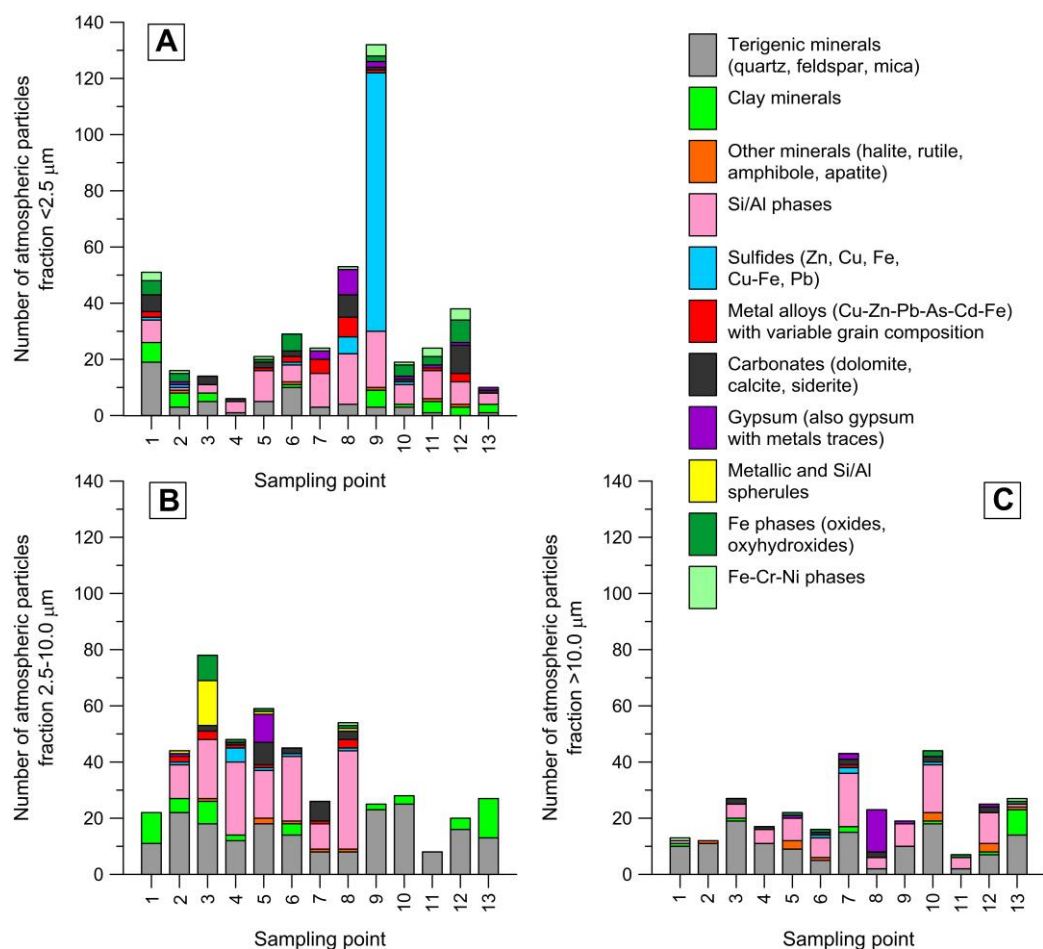 A
Number of atmospheric particles
fraction <2.5 µm
140
120
100
80
60
40
20
0
1 2 3 4 5 6 7 8 9 10 11 12 13
Sampling point
Terigenic minerals
(quartz, feldspar, mica)
Clay minerals
Other minerals (halite, rutile,
amphibole, apatite)
Si/Al phases
Sulfides (Zn, Cu, Fe,
Cu-Fe, Pb)
Metal alloys (Cu-Zn-Pb-As-Cd-Fe)
with variable grain composition
Carbonates (dolomite,
calcite, siderite)
Gypsum (also gypsum
with metals traces)
Metallic and Si/Al
spherules
Fe phases (oxides,
oxyhydroxides)
Fe-Cr-Ni phases
B
Number of atmospheric particles
fraction 2.5-10.0 µm
140
120
100
80
60
40
20
0
1 2 3 4 5 6 7 8 9 10 11 12 13
Sampling point
C
Number of atmospheric particles
fraction >10.0 µm
140
120
100
80
60
40
20
0
1 2 3 4 5 6 7 8 9 10 11 12 13
Sampling point